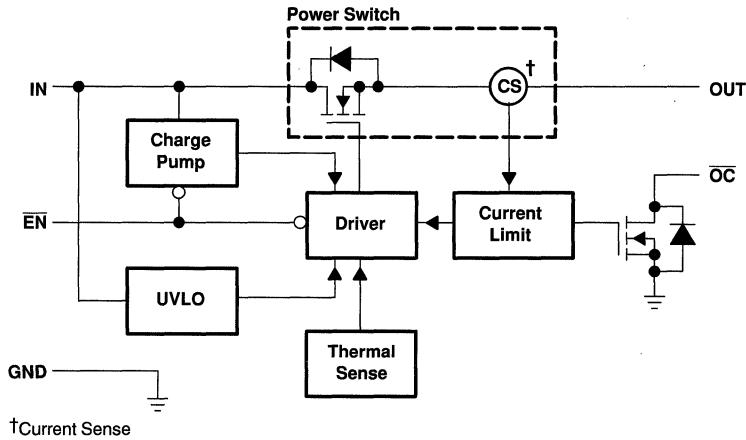 Power Switch
†
IN
CS
OUT
Charge
Pump
OC
EN
Driver
Current
Limit
UVLO
Thermal
Sense
GND
†Current Sense